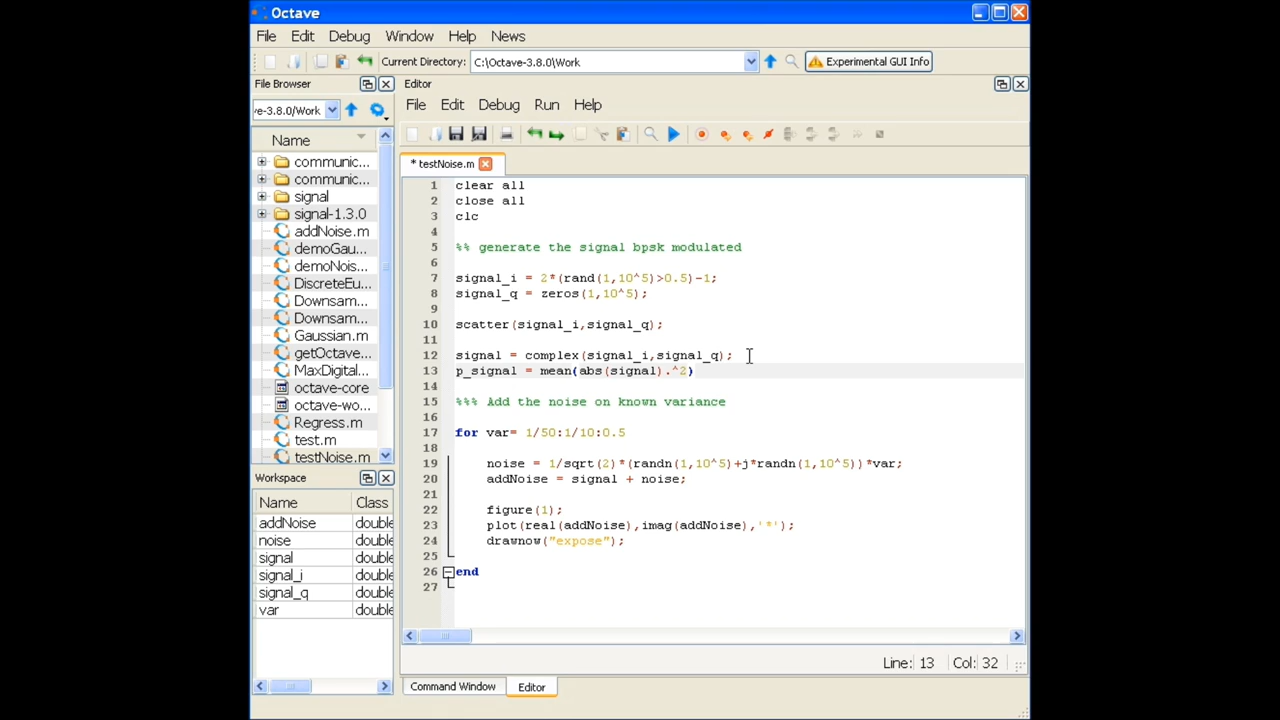 Octave
File Edit Debug Window Help News
Current Directory: C:\Octave-3.8.0\Work Experimental GUI Info
File Browser
ve-3.8.0/Work
Name
communic...
communic...
signal
signal-1.3.0
addNoise.m
demoGau...
demoNois...
DiscreteEu...
Downsam...
Downsam...
Gaussian.m
getOctave...
MaxDigital...
octave-core
octave-wo...
Regress.m
test.m
testNoise.m
Workspace
Name Class
addNoise double
noise double
signal double
signal_i double
signal_q double
var double
Editor
File Edit Debug Run Help
* testNoise.m
1 clear all
2 close all
3 clc
4
5 %% generate the signal bpsk modulated
6
7 signal_i = 2*(rand(1,10^5)>0.5)-1;
8 signal_q = zeros(1,10^5);
9
10 scatter(signal_i,signal_q);
11
12 signal = complex(signal_i,signal_q);
13 p_signal = mean(abs(signal).^2)
14
15 %%% Add the noise on known variance
16
17 for var= 1/50:1/10:0.5
18
19 noise = 1/sqrt(2)*(randn(1,10^5)+j*randn(1,10^5))*var;
20 addNoise = signal + noise;
21
22 figure(1);
23 plot(real(addNoise),imag(addNoise),'*');
24 drawnow("expose");
25
26 end
27
Line: 13 Col: 32
Command Window Editor